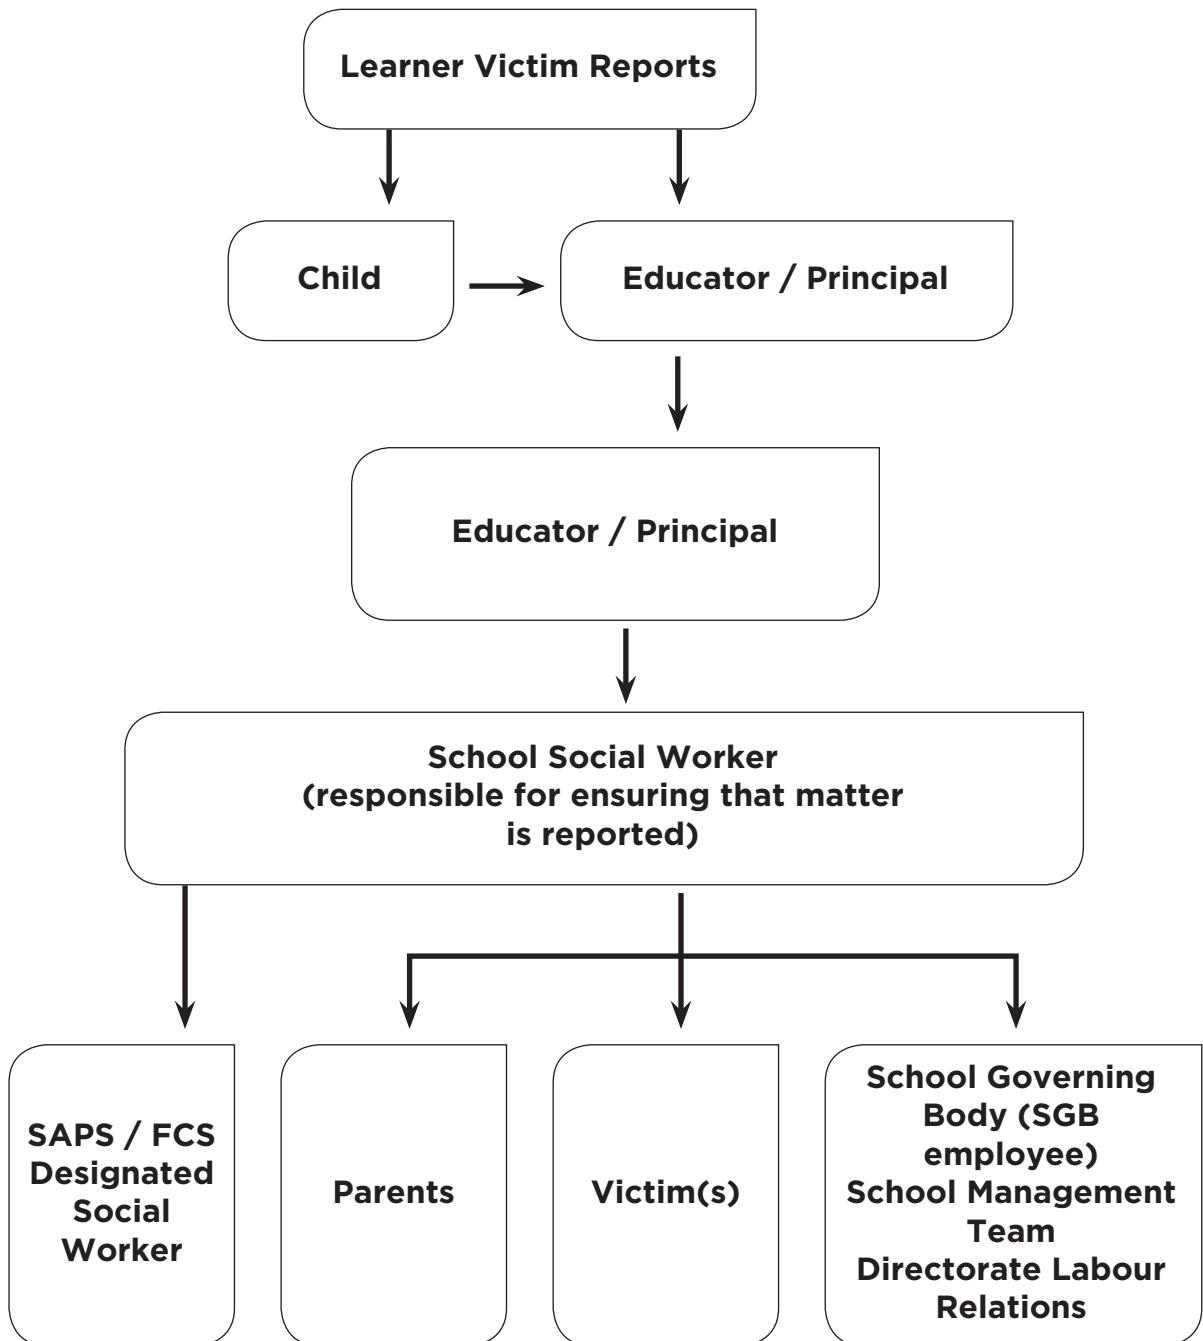 Learner Victim Reports
Child
Educator / Principal
Educator / Principal
School Social Worker
(responsible for ensuring that matter
is reported)
SAPS / FCS
Designated
Social
Worker
Parents
Victim(s)
School Governing
Body (SGB
employee)
School Management
Team
Directorate Labour
Relations